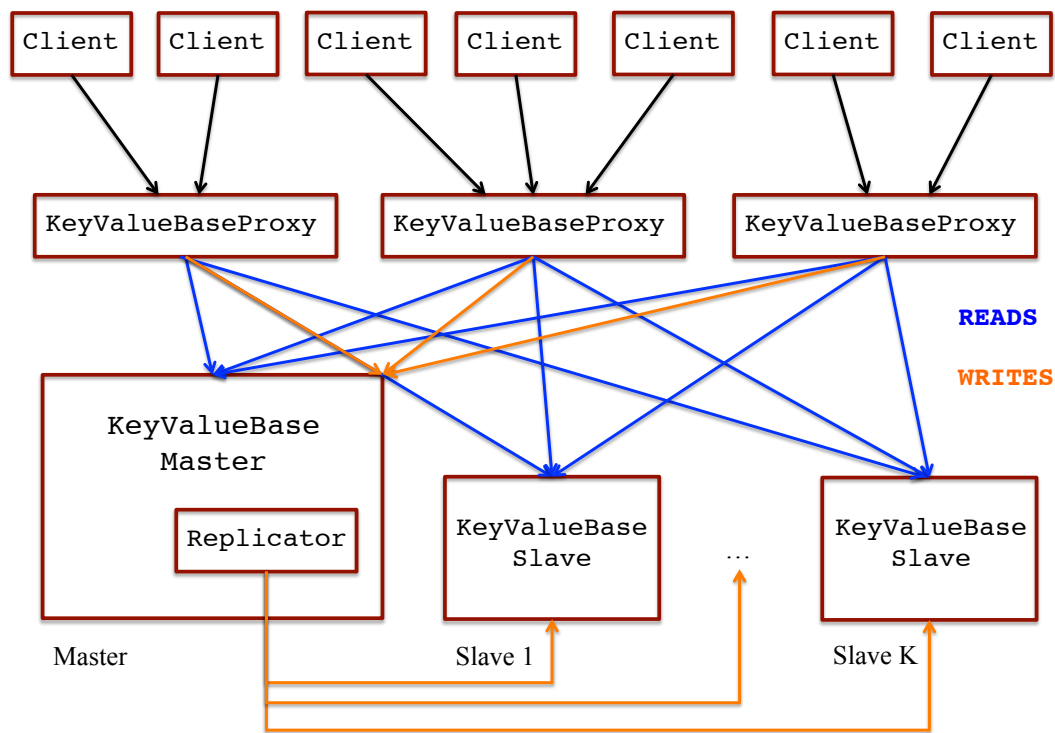 Client
Client
Client
Client
Client
Client
Client
KeyValueBaseProxy
KeyValueBaseProxy
KeyValueBaseProxy
READS
WRITES
KeyValueBase
Master
Replicator
KeyValueBase
Slave
...
KeyValueBase
Slave
Master
Slave 1
Slave K